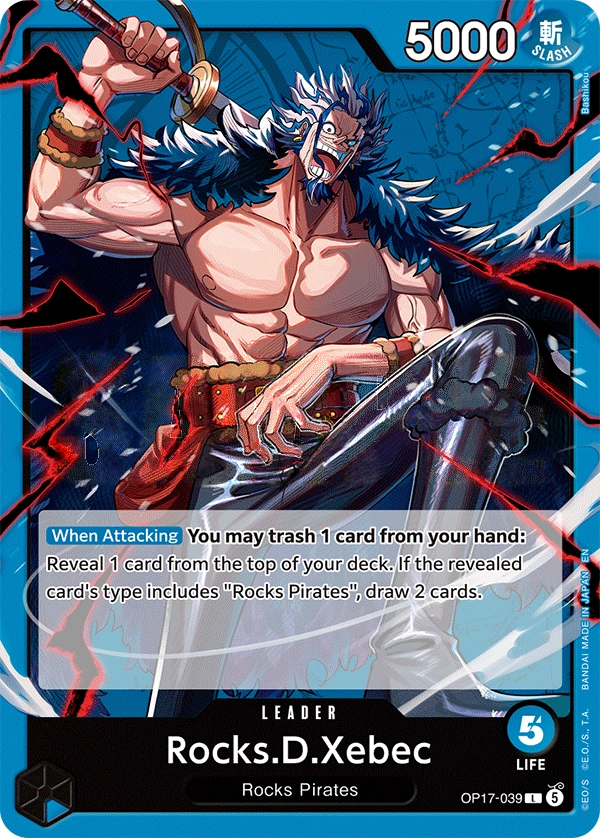 5000
斬
SLASH
Bashikou
When Attacking You may trash 1 card from your hand:
Reveal 1 card from the top of your deck. If the revealed
card's type includes "Rocks Pirates", draw 2 cards.
LEADER
Rocks.D.Xebec
Rocks Pirates
5
LIFE
OP17-039 L 5
©E.O./S., T.A. BANDAI MADE IN JAPAN EN
©EO/S